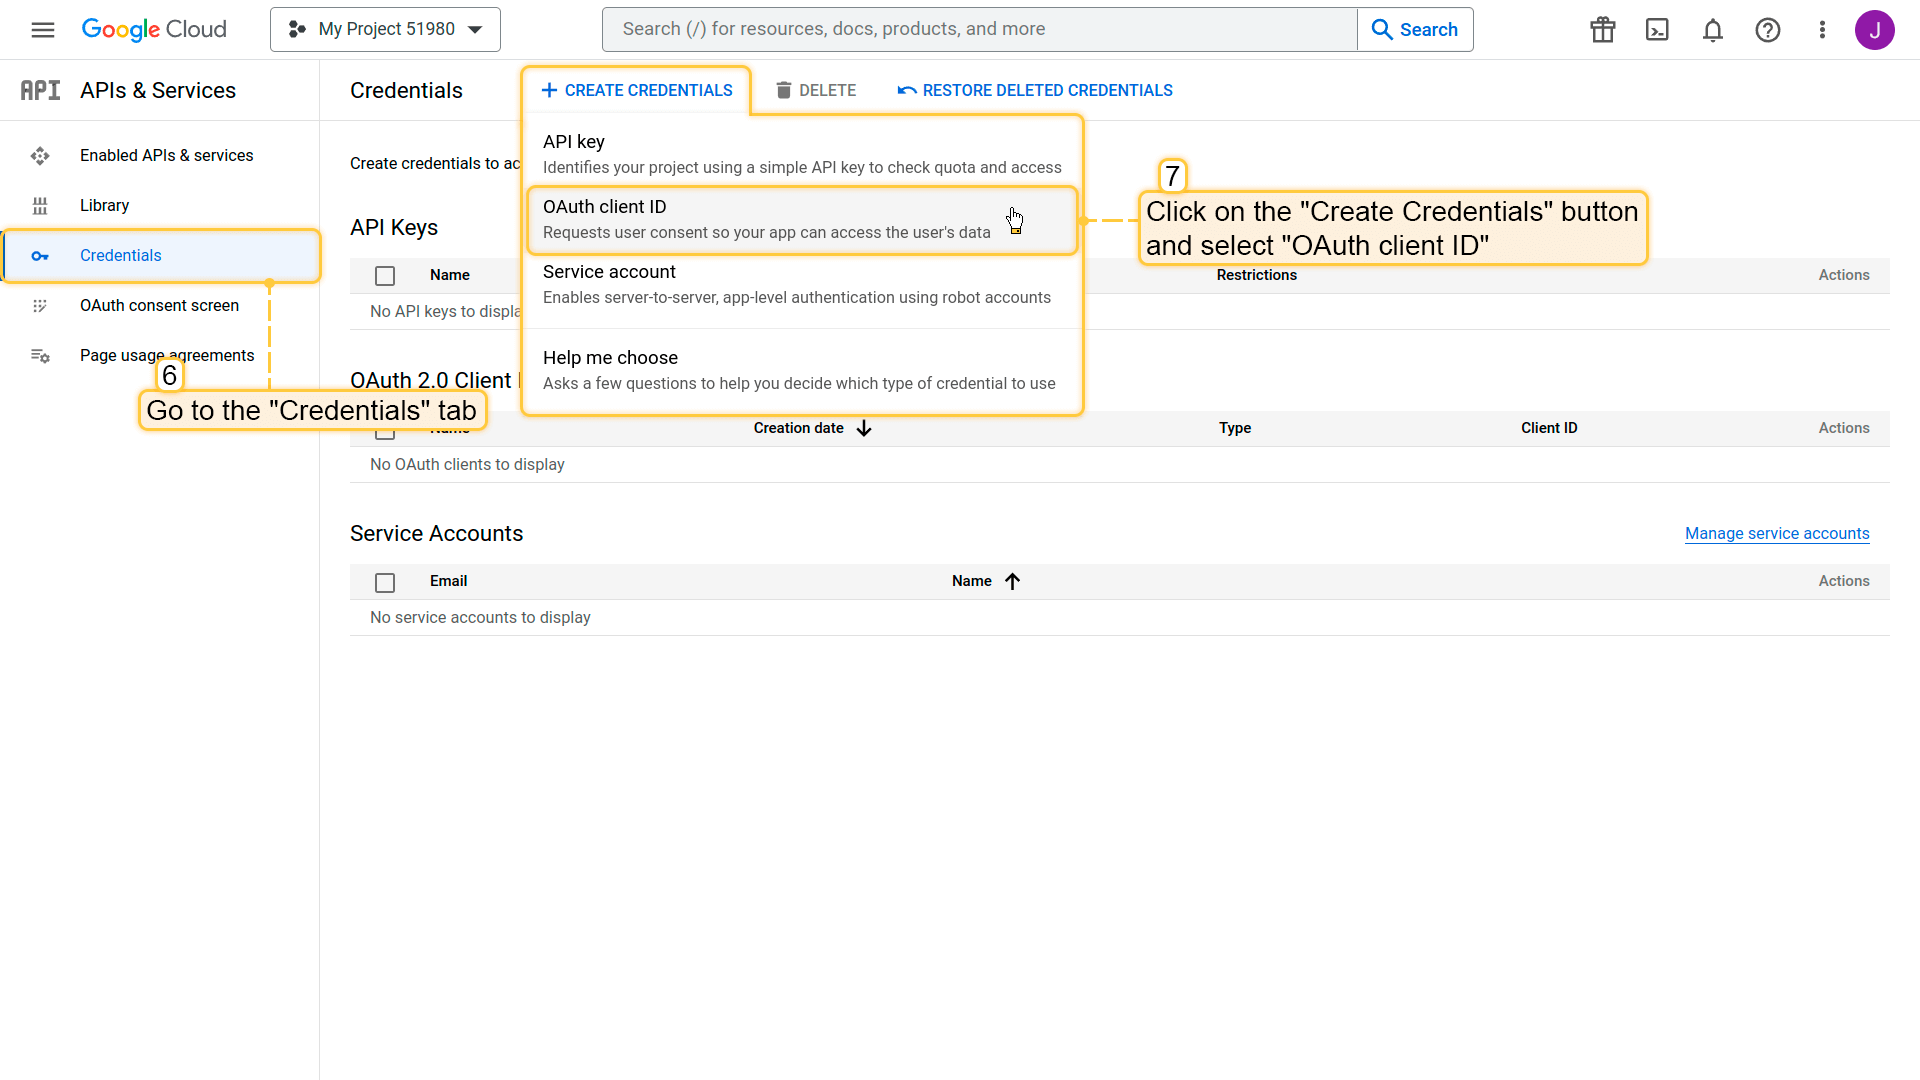 Google Cloud
My Project 51980
Search (/) for resources, docs, products, and more
Search
J
API
APIs & Services
Credentials
CREATE CREDENTIALS
DELETE
RESTORE DELETED CREDENTIALS
Enabled APIs & services
Library
Credentials
OAuth consent screen
Page usage agreements
6
Go to the "Credentials" tab
Create credentials to ac
API key
Identifies your project using a simple API key to check quota and access
OAuth client ID
Requests user consent so your app can access the user's data
Service account
Enables server-to-server, app-level authentication using robot accounts
Help me choose
Asks a few questions to help you decide which type of credential to use
7
Click on the "Create Credentials" button
and select "OAuth client ID"
API Keys
Name
Restrictions
Actions
No API keys to displa
OAuth 2.0 Client
Name
Creation date
Type
Client ID
Actions
No OAuth clients to display
Service Accounts
Manage service accounts
Email
Name
Actions
No service accounts to display